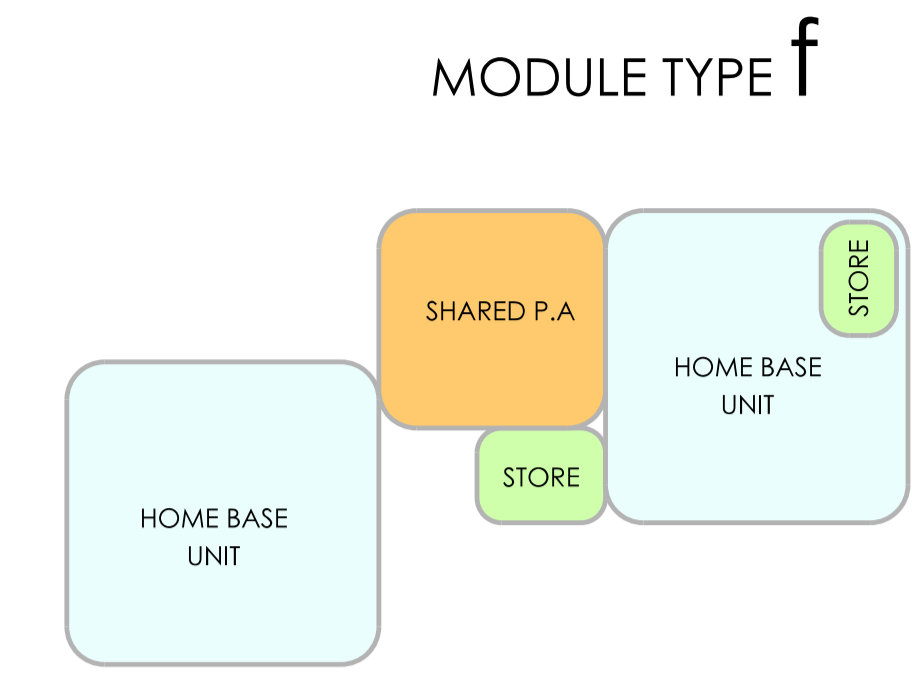 MODULE TYPE f
STORE
SHARED P.A
HOME BASE
UNIT
STORE
HOME BASE
UNIT